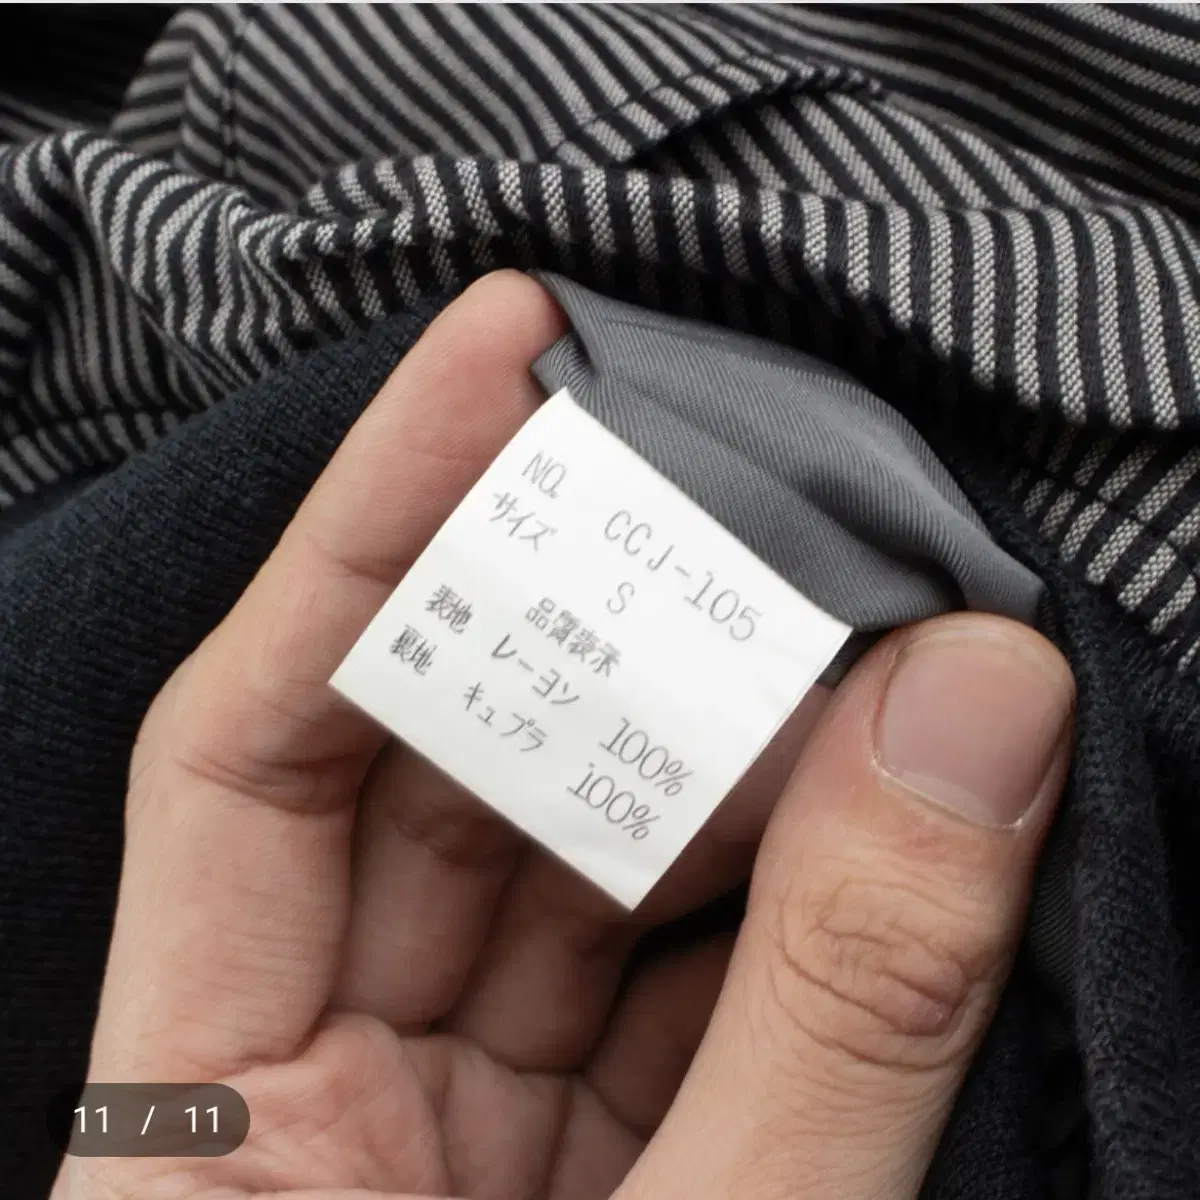 NO. CCJ-105
サイズ S
品質表示
表地 レーヨン 100%
裏地 キュプラ 100%
11 / 11